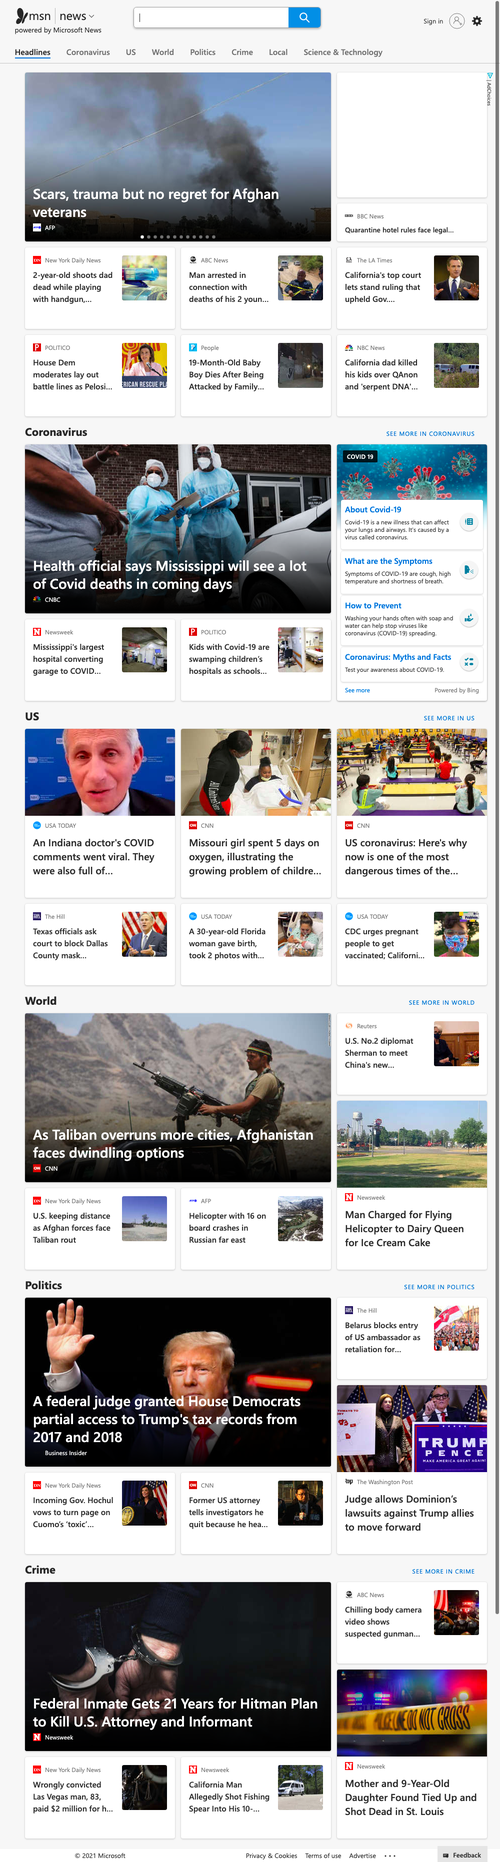 msn | news
powered by Microsoft News
Sign in
Headlines Coronavirus US World Politics Crime Local Science & Technology
AdChoices
Scars, trauma but no regret for Afghan
veterans
AFP
BBC News
Quarantine hotel rules face legal...
New York Daily News
2-year-old shoots dad
dead while playing
with handgun,...
ABC News
Man arrested in
connection with
deaths of his 2 youn...
The LA Times
California's top court
lets stand ruling that
upheld Gov....
POLITICO
House Dem
moderates lay out
battle lines as Pelosi...
People
19-Month-Old Baby
Boy Dies After Being
Attacked by Family...
NBC News
California dad killed
his kids over QAnon
and 'serpent DNA'...
Coronavirus
SEE MORE IN CORONAVIRUS
Health official says Mississippi will see a lot
of Covid deaths in coming days
CNBC
COVID 19
About Covid-19
Covid-19 is a new illness that can affect
your lungs and airways. It's caused by a
virus called coronavirus.
What are the Symptoms
Symptoms of COVID-19 are cough, high
temperature and shortness of breath.
How to Prevent
Washing your hands often with soap and
water can help stop viruses like
coronavirus (COVID-19) spreading.
Coronavirus: Myths and Facts
Test your awareness about COVID-19.
See more
Powered by Bing
Newsweek
Mississippi's largest
hospital converting
garage to COVID...
POLITICO
Kids with Covid-19 are
swamping children's
hospitals as schools...
US
SEE MORE IN US
USA TODAY
An Indiana doctor's COVID
comments went viral. They
were also full of...
CNN
Missouri girl spent 5 days on
oxygen, illustrating the
growing problem of childre...
CNN
US coronavirus: Here's why
now is one of the most
dangerous times of the...
The Hill
Texas officials ask
court to block Dallas
County mask...
USA TODAY
A 30-year-old Florida
woman gave birth,
took 2 photos with...
USA TODAY
CDC urges pregnant
people to get
vaccinated; Californi...
World
SEE MORE IN WORLD
As Taliban overruns more cities, Afghanistan
faces dwindling options
CNN
Reuters
U.S. No.2 diplomat
Sherman to meet
China's new...
Newsweek
Man Charged for Flying
Helicopter to Dairy Queen
for Ice Cream Cake
New York Daily News
U.S. keeping distance
as Afghan forces face
Taliban rout
AFP
Helicopter with 16 on
board crashes in
Russian far east
Politics
SEE MORE IN POLITICS
A federal judge granted House Democrats
partial access to Trump's tax records from
2017 and 2018
Business Insider
The Hill
Belarus blocks entry
of US ambassador as
retaliation for...
TRUMP
PENCE
MAKE AMERICA GREAT AGAIN
The Washington Post
Judge allows Dominion's
lawsuits against Trump allies
to move forward
New York Daily News
Incoming Gov. Hochul
vows to turn page on
Cuomo's 'toxic'...
CNN
Former US attorney
tells investigators he
quit because he hea...
Crime
SEE MORE IN CRIME
Federal Inmate Gets 21 Years for Hitman Plan
to Kill U.S. Attorney and Informant
Newsweek
ABC News
Chilling body camera
video shows
suspected gunman...
Newsweek
Mother and 9-Year-Old
Daughter Found Tied Up and
Shot Dead in St. Louis
New York Daily News
Wrongly convicted
Las Vegas man, 83,
paid $2 million for h...
Newsweek
California Man
Allegedly Shot Fishing
Spear Into His 10-...
© 2021 Microsoft
Privacy & Cookies Terms of use Advertise ...
Feedback